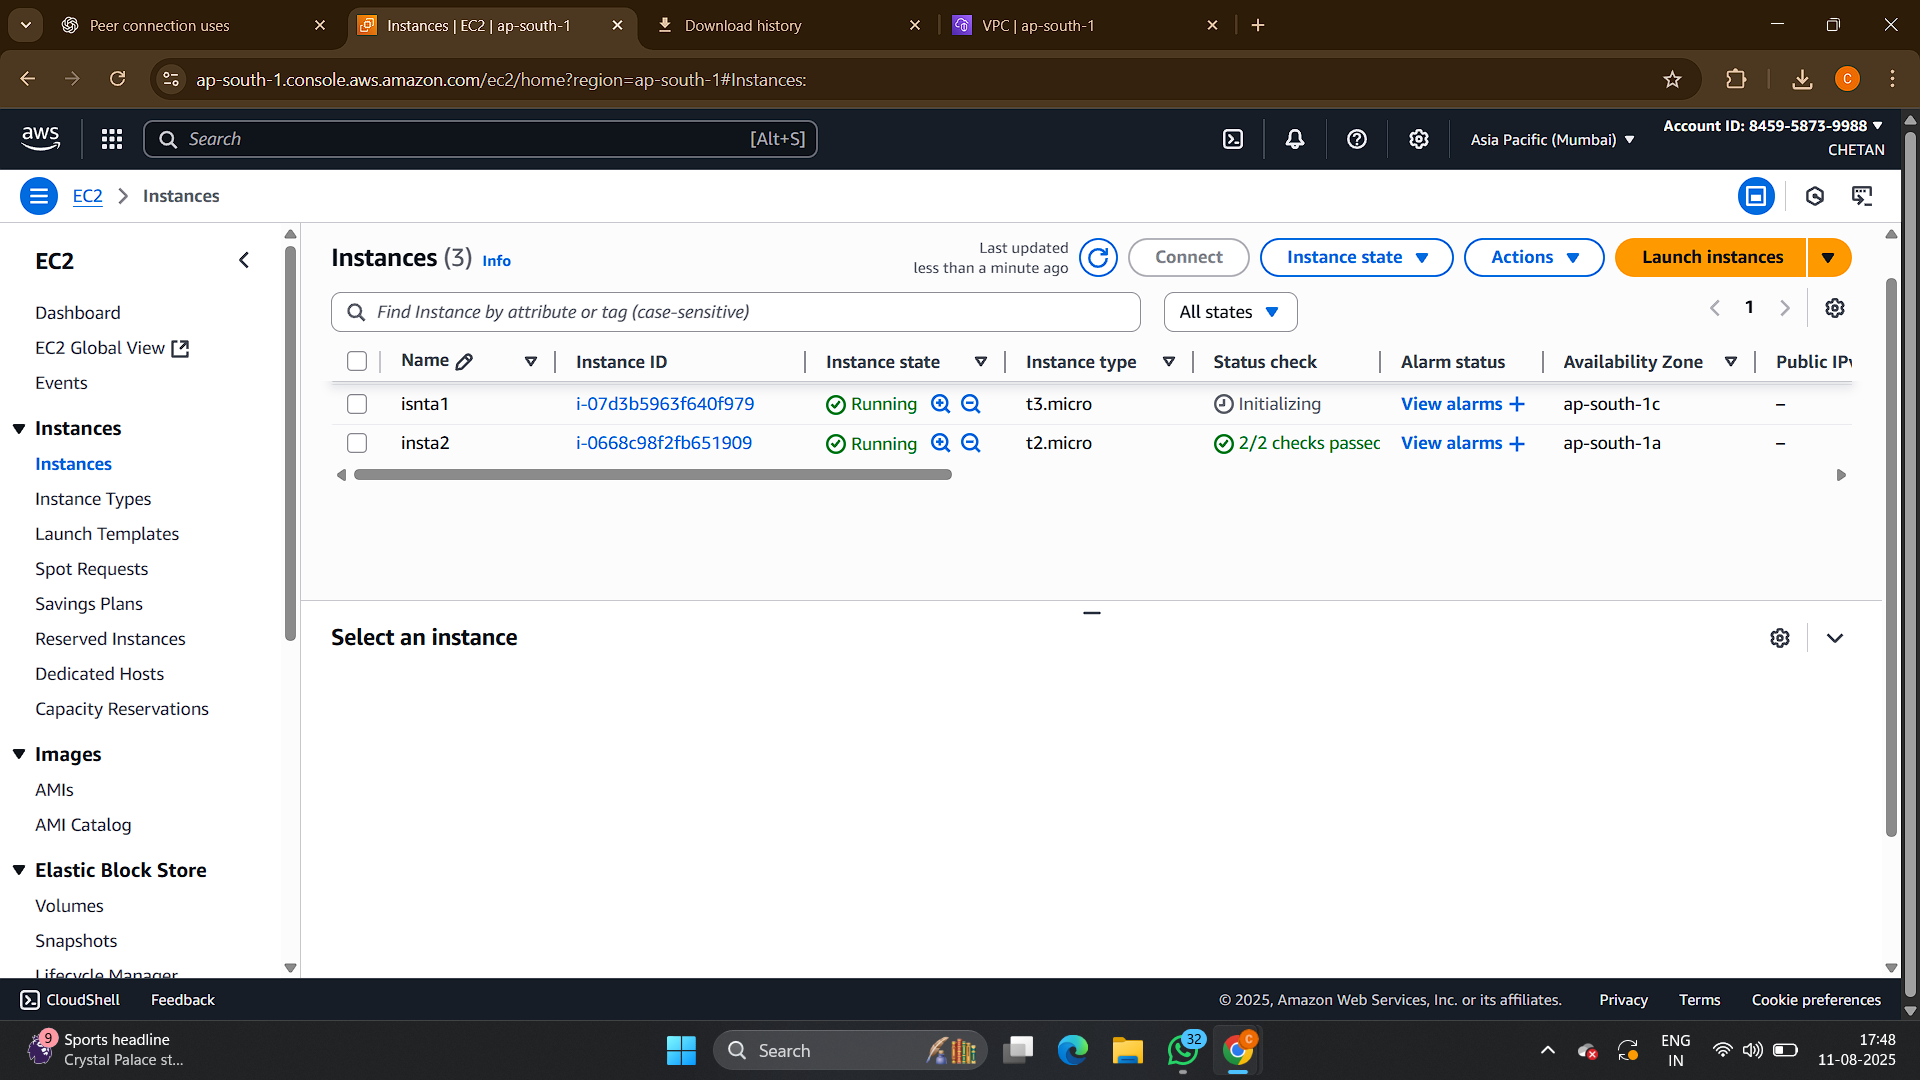 Peer connection uses
Instances | EC2 | ap-south-1
Download history
VPC | ap-south-1
ap-south-1.console.aws.amazon.com/ec2/home?region=ap-south-1#Instances:
C
aws
Search
[Alt+S]
Asia Pacific (Mumbai)
Account ID: 8459-5873-9988
CHETAN
EC2
Instances
EC2
Dashboard
EC2 Global View
Events
Instances
Instances
Instance Types
Launch Templates
Spot Requests
Savings Plans
Reserved Instances
Dedicated Hosts
Capacity Reservations
Images
AMIs
AMI Catalog
Elastic Block Store
Volumes
Snapshots
Lifecycle Manager
Instances (3) Info
Last updated
less than a minute ago
Connect
Instance state
Actions
Launch instances
Find Instance by attribute or tag (case-sensitive)
All states
1
Name Instance ID Instance state Instance type Status check Alarm status Availability Zone Public IPv
isnta1 i-07d3b5963f640f979 Running t3.micro Initializing View alarms + ap-south-1c –
insta2 i-0668c98f2fb651909 Running t2.micro 2/2 checks passec View alarms + ap-south-1a –
Select an instance
CloudShell
Feedback
© 2025, Amazon Web Services, Inc. or its affiliates.
Privacy
Terms
Cookie preferences
9
Sports headline
Crystal Palace st...
Search
32
C
ENG
IN
17:48
11-08-2025